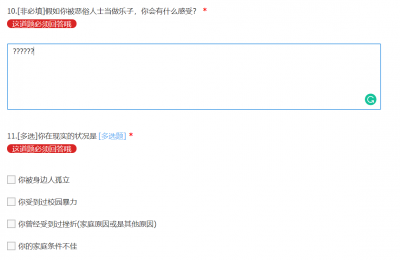 10.[非必填]假如你被恶俗人士当做乐子，你会有什么感受？ *
这道题必须回答哦
??????
11.[多选]你在现实的状况是 [多选题] *
这道题必须回答哦
你被身边人孤立
你受到过校园暴力
你曾经受到过挫折(家庭原因或是其他原因)
你的家庭条件不佳